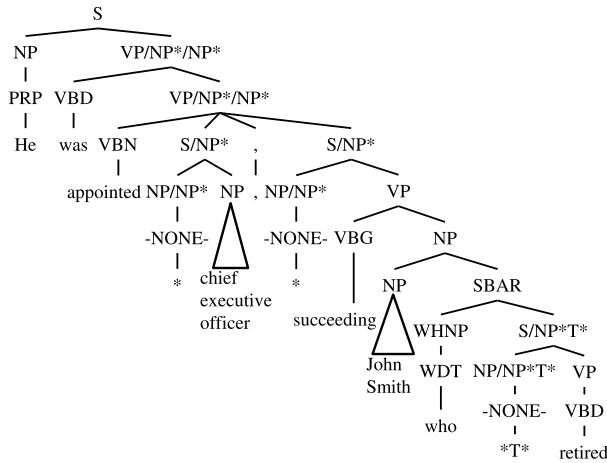 S
NP VP/NP*/NP*
PRP VBD VP/NP*/NP*
He was VBN S/NP* , S/NP*
appointed NP/NP* NP , NP/NP* VP
-NONE- -NONE- VBG NP
* chief * NP SBAR
executive
officer succeeding WHNP S/NP*T*
John WDT NP/NP*T* VP
Smith
who -NONE- VBD
*T* retired